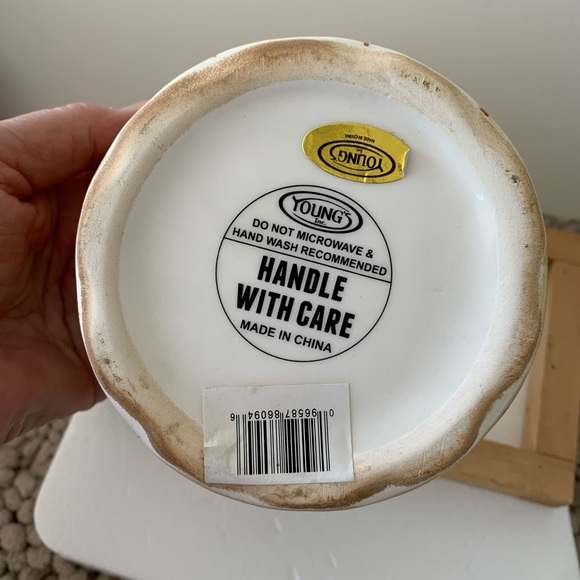 MADE IN CHINA
YOUNG'S
Inc.
YOUNG'S
Inc.
DO NOT MICROWAVE &
HAND WASH RECOMMENDED
HANDLE
WITH CARE
MADE IN CHINA
0 96587 86094 6